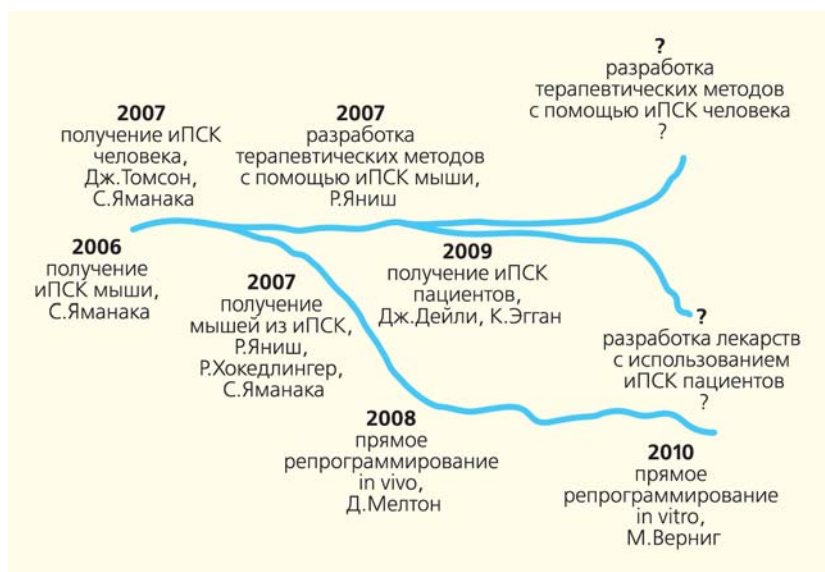 2006
получение
иПСК мыши,
С.Яманака
2007
получение иПСК
человека,
Дж.Томсон,
С.Яманака
2007
получение
мышей из иПСК,
Р.Яниш,
Р.Хокедлингер,
С.Яманака
2007
разработка
терапевтических методов
с помощью иПСК мыши,
Р.Яниш
2008
прямое
репрограммирование
in vivo,
Д.Мелтон
2009
получение иПСК
пациентов,
Дж.Дейли, К.Эгган
?
разработка
терапевтических методов
с помощью иПСК человека
?
?
разработка лекарств
с использованием
иПСК пациентов
?
2010
прямое
репрограммирование
in vitro,
М.Верниг